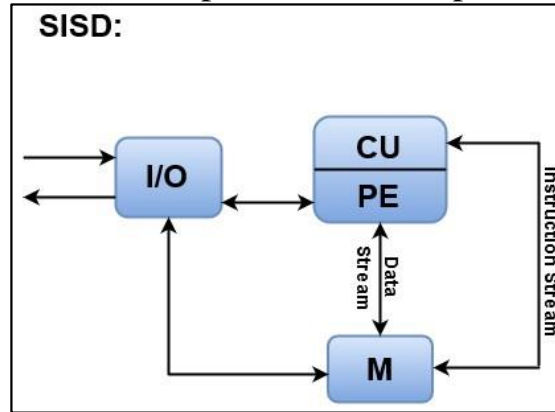 SISD:
I/O
CU
PE
Data
Stream
Instruction Stream
M